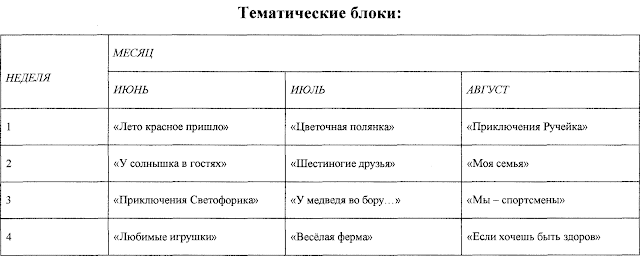 Тематические блоки:
НЕДЕЛЯ
МЕСЯЦ
ИЮНЬ ИЮЛЬ АВГУСТ
1 «Лето красное пришло» «Цветочная полянка» «Приключения Ручейка»
2 «У солнышка в гостях» «Шестиногие друзья» «Моя семья»
3 «Приключения Светофорика» «У медведя во бору…» «Мы – спортсмены»
4 «Любимые игрушки» «Весёлая ферма» «Если хочешь быть здоров»